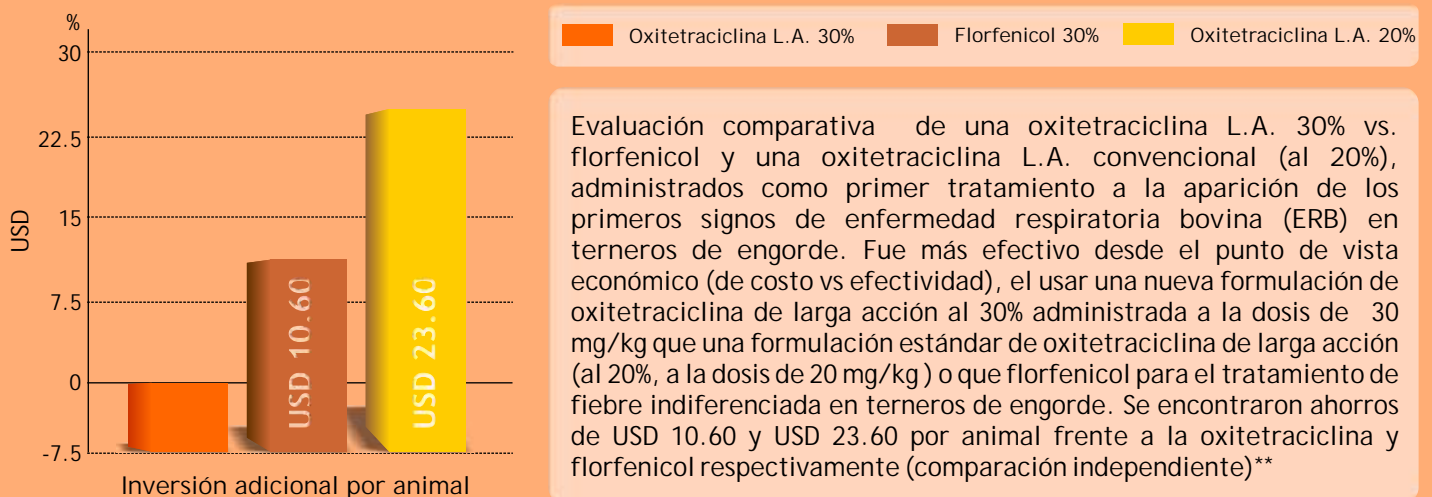 %
30
22.5
15
7.5
0
-7.5
USD
USD 10.60
USD 23.60
Inversión adicional por animal
Oxitetraciclina L.A. 30%
Florfenicol 30%
Oxitetraciclina L.A. 20%
Evaluación comparativa de una oxitetraciclina L.A. 30% vs.
florfenicol y una oxitetraciclina L.A. convencional (al 20%),
administrados como primer tratamiento a la aparición de los
primeros signos de enfermedad respiratoria bovina (ERB) en
terneros de engorde. Fue más efectivo desde el punto de vista
económico (de costo vs efectividad), el usar una nueva formulación de
oxitetraciclina de larga acción al 30% administrada a la dosis de 30
mg/kg que una formulación estándar de oxitetraciclina de larga acción
(al 20%, a la dosis de 20 mg/kg ) o que florfenicol para el tratamiento de
fiebre indiferenciada en terneros de engorde. Se encontraron ahorros
de USD 10.60 y USD 23.60 por animal frente a la oxitetraciclina y
florfenicol respectivamente (comparación independiente)**